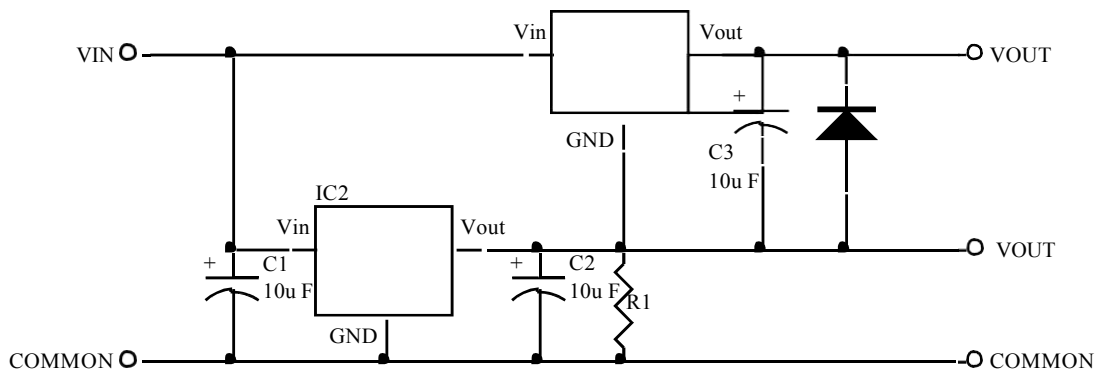 Vin
Vout
VIN
VOUT
+
GND
C3
10u F
IC2
Vin
Vout
VOUT
+
C1
10u F
+
C2
10u F
R1
GND
COMMON
COMMON